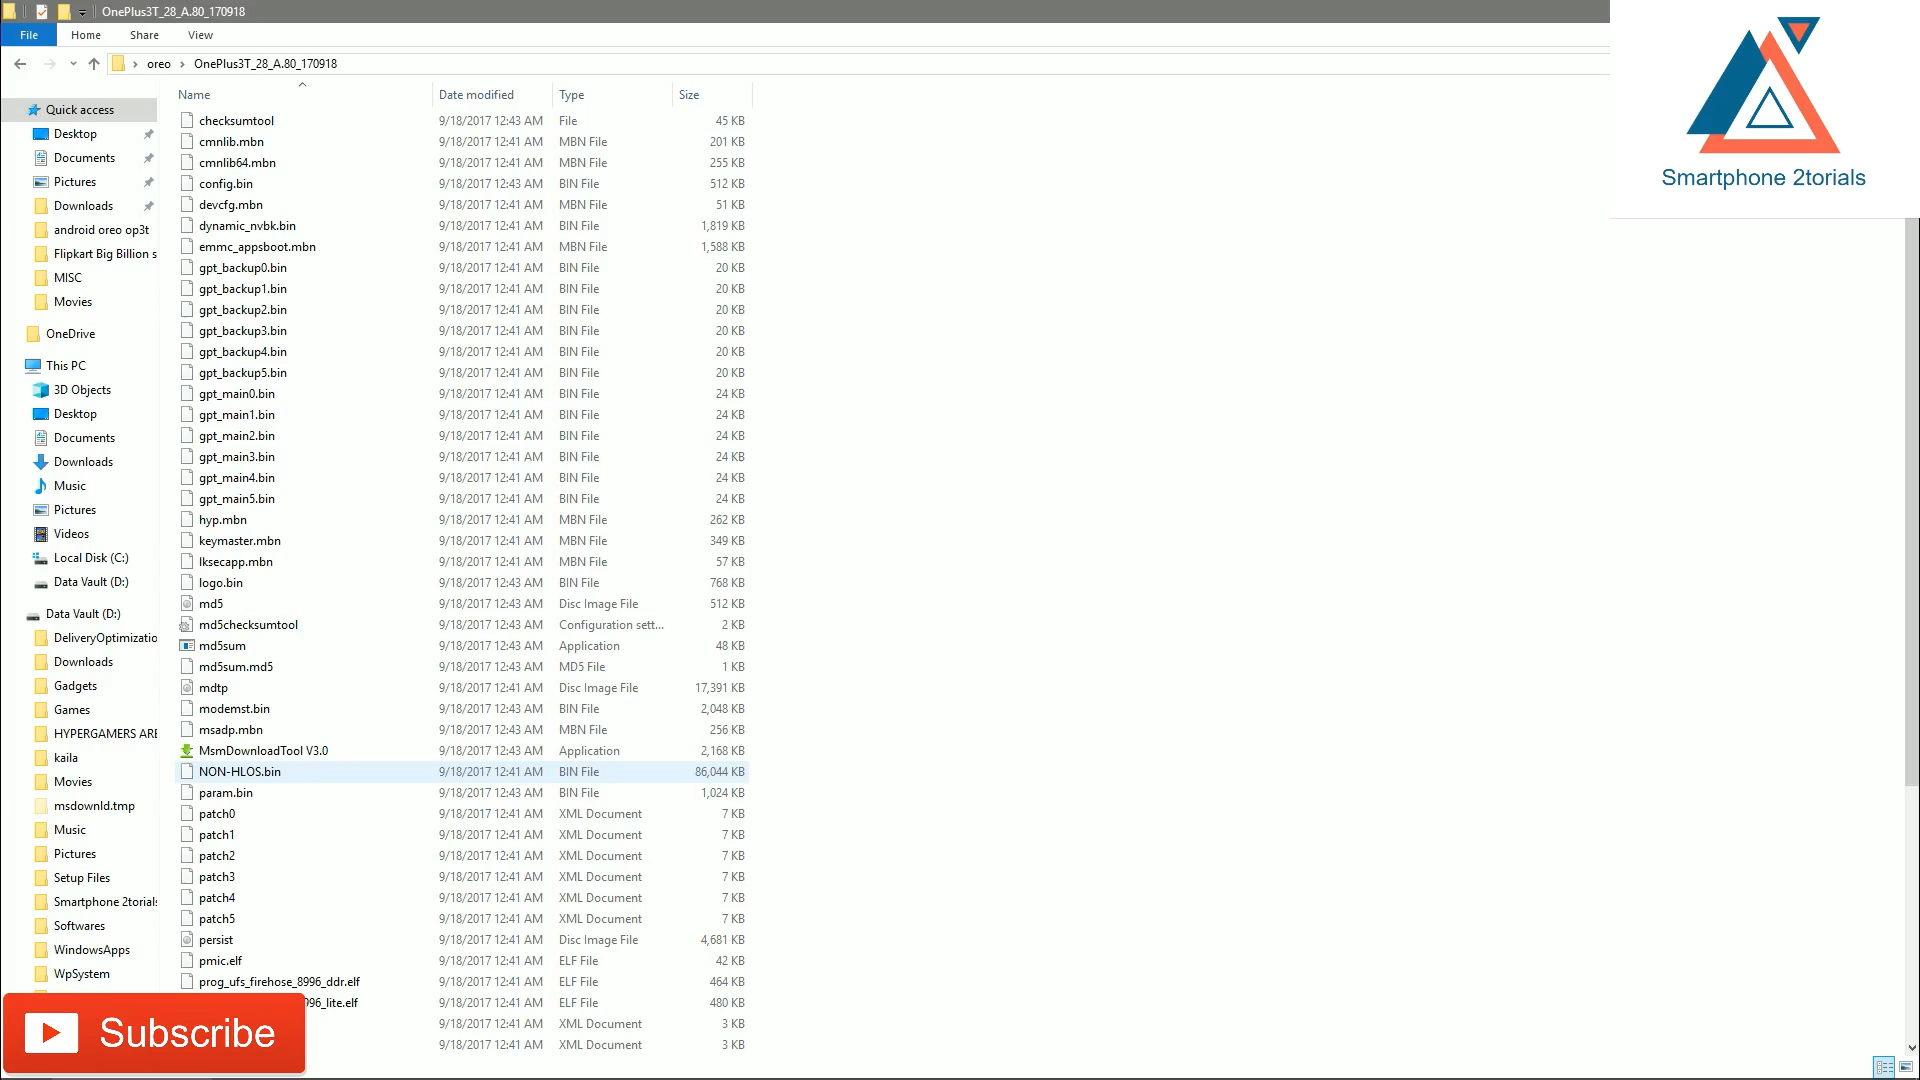 OnePlus3T_28_A.80_170918
File Home Share View
oreo OnePlus3T_28_A.80_170918
Name Date modified Type Size
Quick access
Desktop
Documents
Pictures
Downloads
android oreo op3t
Flipkart Big Billion s
MISC
Movies
OneDrive
This PC
3D Objects
Desktop
Documents
Downloads
Music
Pictures
Videos
Local Disk (C:)
Data Vault (D:)
Data Vault (D:)
DeliveryOptimizatio
Downloads
Gadgets
Games
HYPERGAMERS ARE
kaila
Movies
msdownld.tmp
Music
Pictures
Setup Files
Smartphone 2torials
Softwares
WindowsApps
WpSystem
checksumtool 9/18/2017 12:43 AM File 45 KB
cmnlib.mbn 9/18/2017 12:41 AM MBN File 201 KB
cmnlib64.mbn 9/18/2017 12:41 AM MBN File 255 KB
config.bin 9/18/2017 12:43 AM BIN File 512 KB
devcfg.mbn 9/18/2017 12:41 AM MBN File 51 KB
dynamic_nvbk.bin 9/18/2017 12:41 AM BIN File 1,819 KB
emmc_appsboot.mbn 9/18/2017 12:41 AM MBN File 1,588 KB
gpt_backup0.bin 9/18/2017 12:41 AM BIN File 20 KB
gpt_backup1.bin 9/18/2017 12:41 AM BIN File 20 KB
gpt_backup2.bin 9/18/2017 12:41 AM BIN File 20 KB
gpt_backup3.bin 9/18/2017 12:41 AM BIN File 20 KB
gpt_backup4.bin 9/18/2017 12:41 AM BIN File 20 KB
gpt_backup5.bin 9/18/2017 12:41 AM BIN File 20 KB
gpt_main0.bin 9/18/2017 12:41 AM BIN File 24 KB
gpt_main1.bin 9/18/2017 12:41 AM BIN File 24 KB
gpt_main2.bin 9/18/2017 12:41 AM BIN File 24 KB
gpt_main3.bin 9/18/2017 12:41 AM BIN File 24 KB
gpt_main4.bin 9/18/2017 12:41 AM BIN File 24 KB
gpt_main5.bin 9/18/2017 12:41 AM BIN File 24 KB
hyp.mbn 9/18/2017 12:41 AM MBN File 262 KB
keymaster.mbn 9/18/2017 12:41 AM MBN File 349 KB
lksecapp.mbn 9/18/2017 12:41 AM MBN File 57 KB
logo.bin 9/18/2017 12:43 AM BIN File 768 KB
md5 9/18/2017 12:43 AM Disc Image File 512 KB
md5checksumtool 9/18/2017 12:43 AM Configuration sett... 2 KB
md5sum 9/18/2017 12:43 AM Application 48 KB
md5sum.md5 9/18/2017 12:43 AM MD5 File 1 KB
mdtp 9/18/2017 12:41 AM Disc Image File 17,391 KB
modemst.bin 9/18/2017 12:41 AM BIN File 2,048 KB
msadp.mbn 9/18/2017 12:41 AM MBN File 256 KB
MsmDownloadTool V3.0 9/18/2017 12:43 AM Application 2,168 KB
NON-HLOS.bin 9/18/2017 12:41 AM BIN File 86,044 KB
param.bin 9/18/2017 12:43 AM BIN File 1,024 KB
patch0 9/18/2017 12:41 AM XML Document 7 KB
patch1 9/18/2017 12:41 AM XML Document 7 KB
patch2 9/18/2017 12:41 AM XML Document 7 KB
patch3 9/18/2017 12:41 AM XML Document 7 KB
patch4 9/18/2017 12:41 AM XML Document 7 KB
patch5 9/18/2017 12:41 AM XML Document 7 KB
persist 9/18/2017 12:41 AM Disc Image File 4,681 KB
pmic.elf 9/18/2017 12:41 AM ELF File 42 KB
prog_ufs_firehose_8996_ddr.elf 9/18/2017 12:41 AM ELF File 464 KB
996_lite.elf 9/18/2017 12:41 AM ELF File 480 KB
9/18/2017 12:41 AM XML Document 3 KB
9/18/2017 12:41 AM XML Document 3 KB
Smartphone 2torials
Subscribe